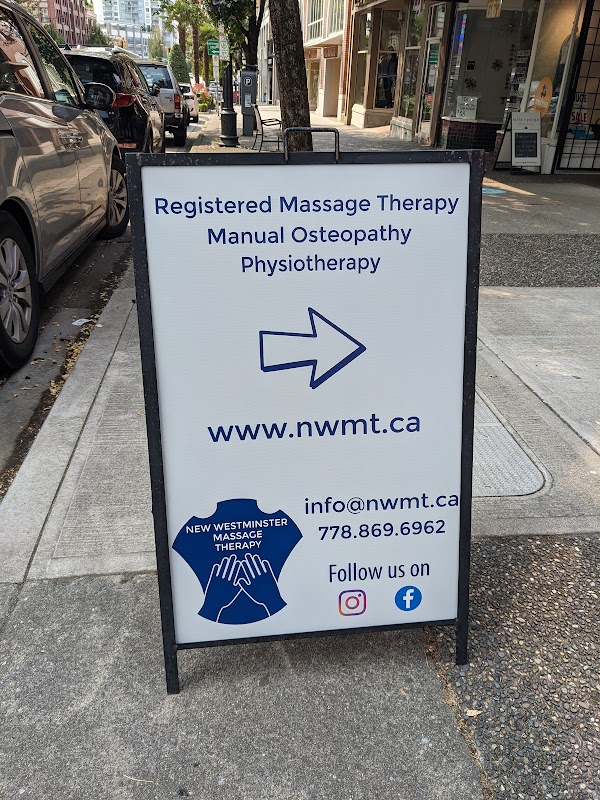 Registered Massage Therapy
Manual Osteopathy
Physiotherapy
www.nwmt.ca
NEW WESTMINSTER
MASSAGE
THERAPY
info@nwmt.ca
778.869.6962
Follow us on
P
SALE